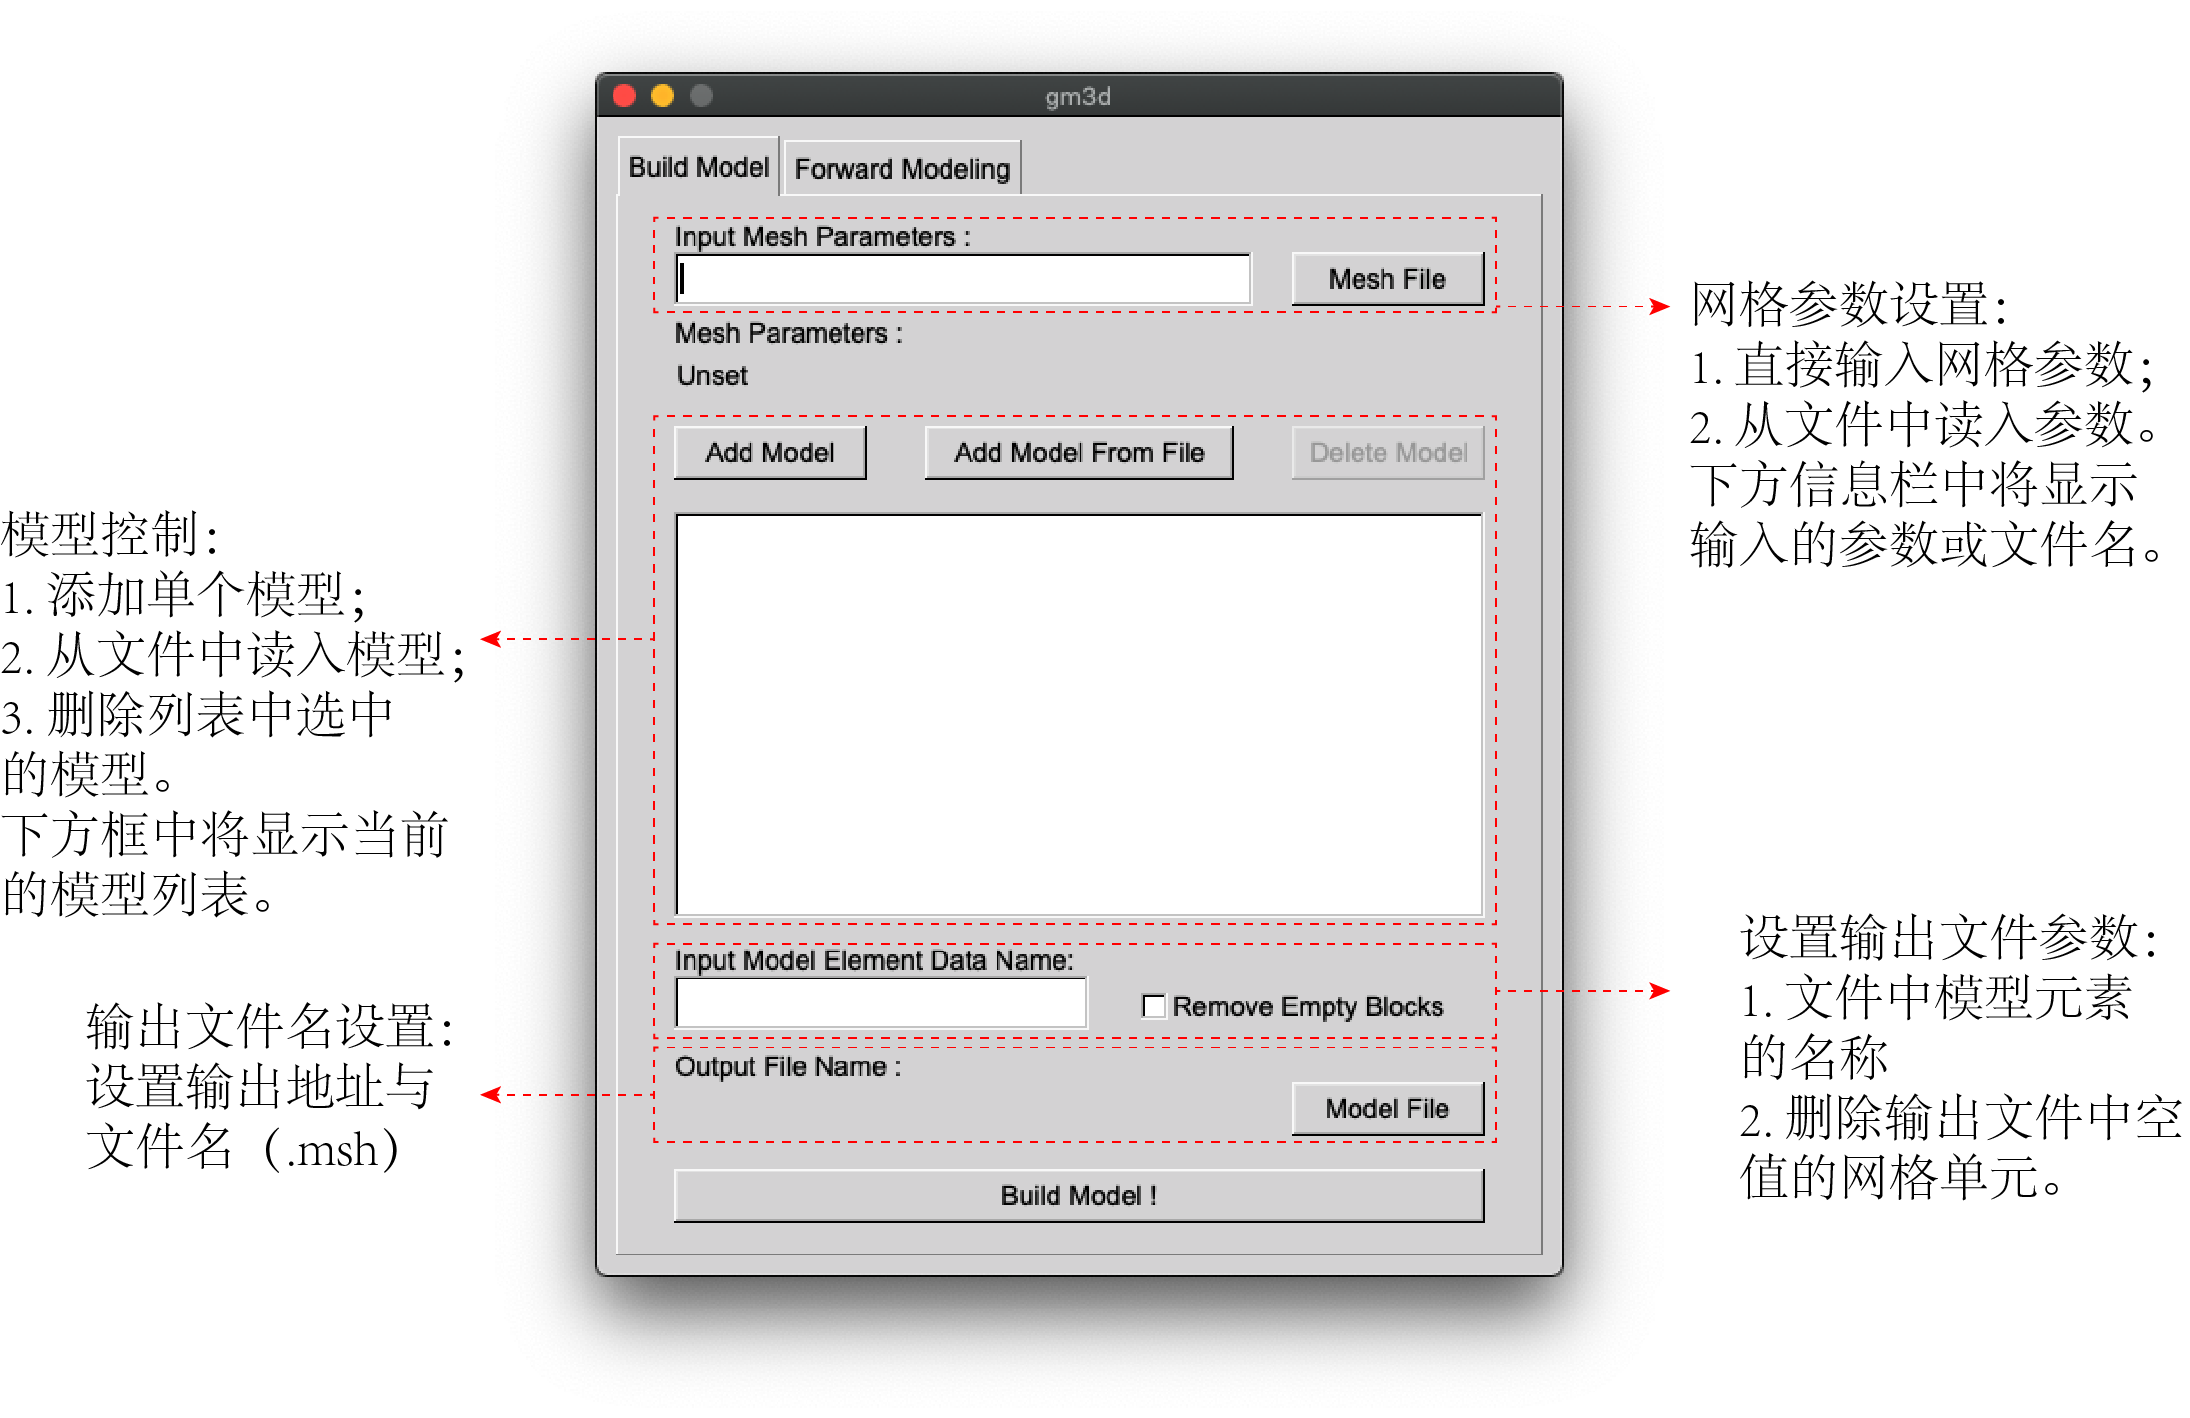 gm3d
Build Model
Forward Modeling
Input Mesh Parameters :
Mesh File
Mesh Parameters :
Unset
Add Model
Add Model From File
Delete Model
Input Model Element Data Name:
Remove Empty Blocks
Output File Name :
Model File
Build Model !
网格参数设置：
1. 直接输入网格参数；
2. 从文件中读入参数。
下方信息栏中将显示
输入的参数或文件名。
模型控制：
1. 添加单个模型；
2. 从文件中读入模型；
3. 删除列表中选中
的模型。
下方框中将显示当前
的模型列表。
设置输出文件参数：
1. 文件中模型元素
的名称
2. 删除输出文件中空
值的网格单元。
输出文件名设置：
设置输出地址与
文件名（.msh）